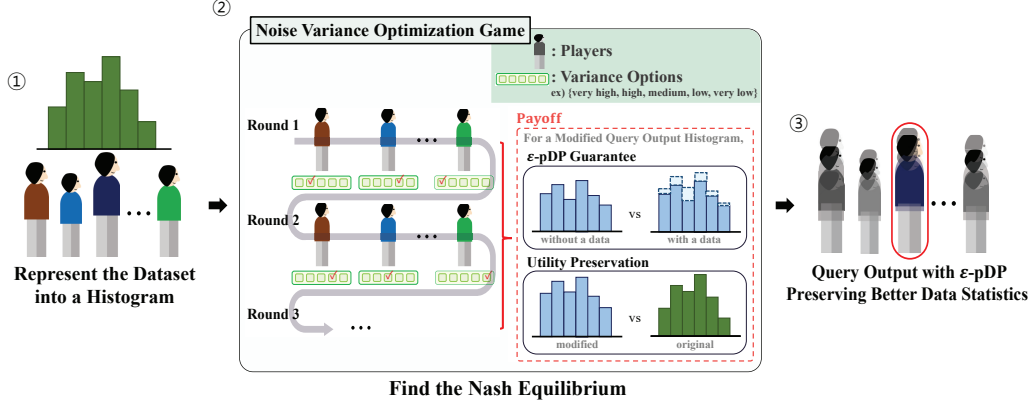 ①
Represent the Dataset
into a Histogram
②
Noise Variance Optimization Game
: Players
: Variance Options
ex) {very high, high, medium, low, very low}
Round 1
Round 2
Round 3
Payoff
For a Modified Query Output Histogram,
ε-pDP Guarantee
vs
without a data
with a data
Utility Preservation
vs
modified
original
Find the Nash Equilibrium
③
Query Output with ε-pDP
Preserving Better Data Statistics